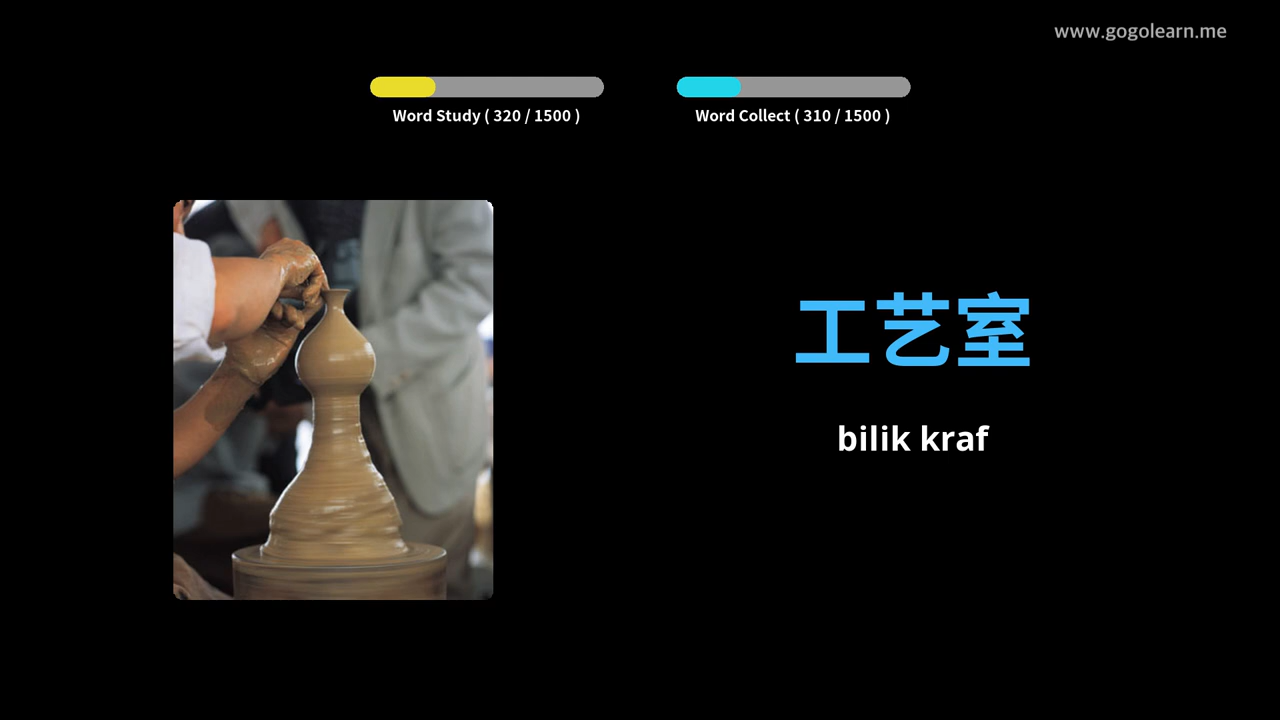 www.gogolearn.me
Word Study ( 320 / 1500 )
Word Collect ( 310 / 1500 )
工艺室
bilik kraf